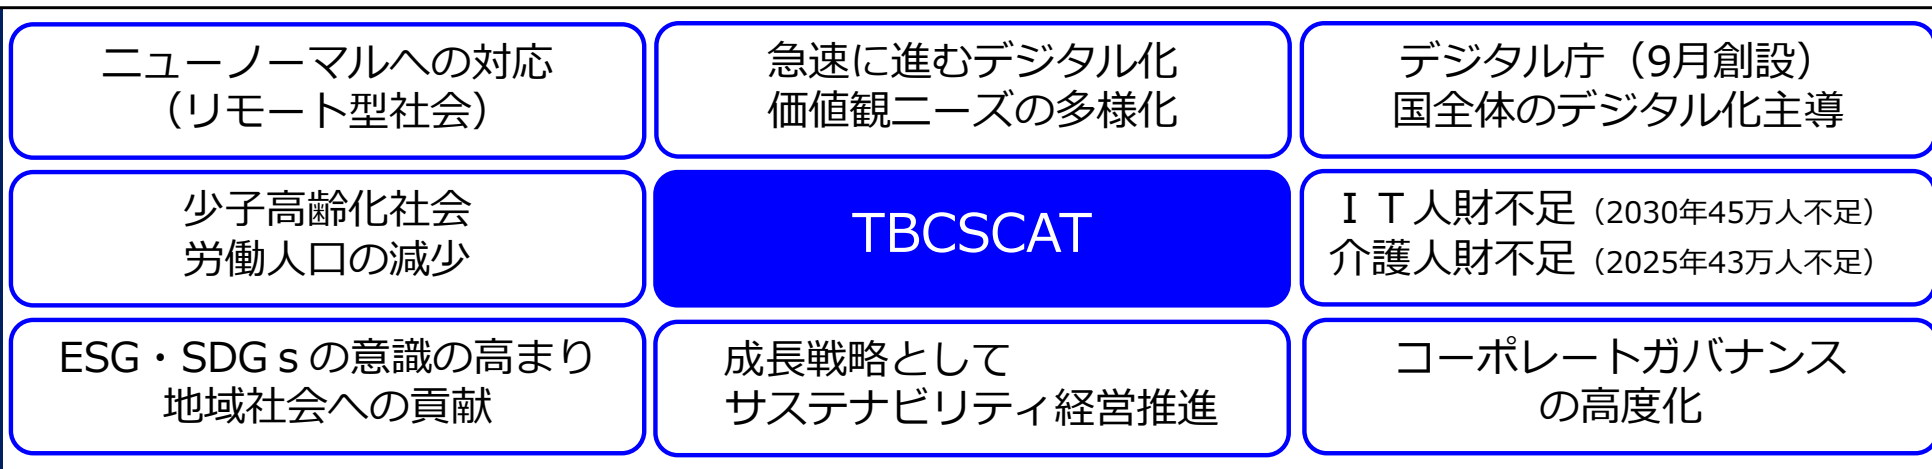 ニューノーマルへの対応
（リモート型社会）
急速に進むデジタル化
価値観ニーズの多様化
デジタル庁（9月創設）
国全体のデジタル化主導
少子高齢化社会
労働人口の減少
TBCSCAT
ＩＴ人財不足（2030年45万人不足）
介護人財不足（2025年43万人不足）
ESG・SDGｓの意識の高まり
地域社会への貢献
成長戦略として
サステナビリティ経営推進
コーポレートガバナンス
の高度化